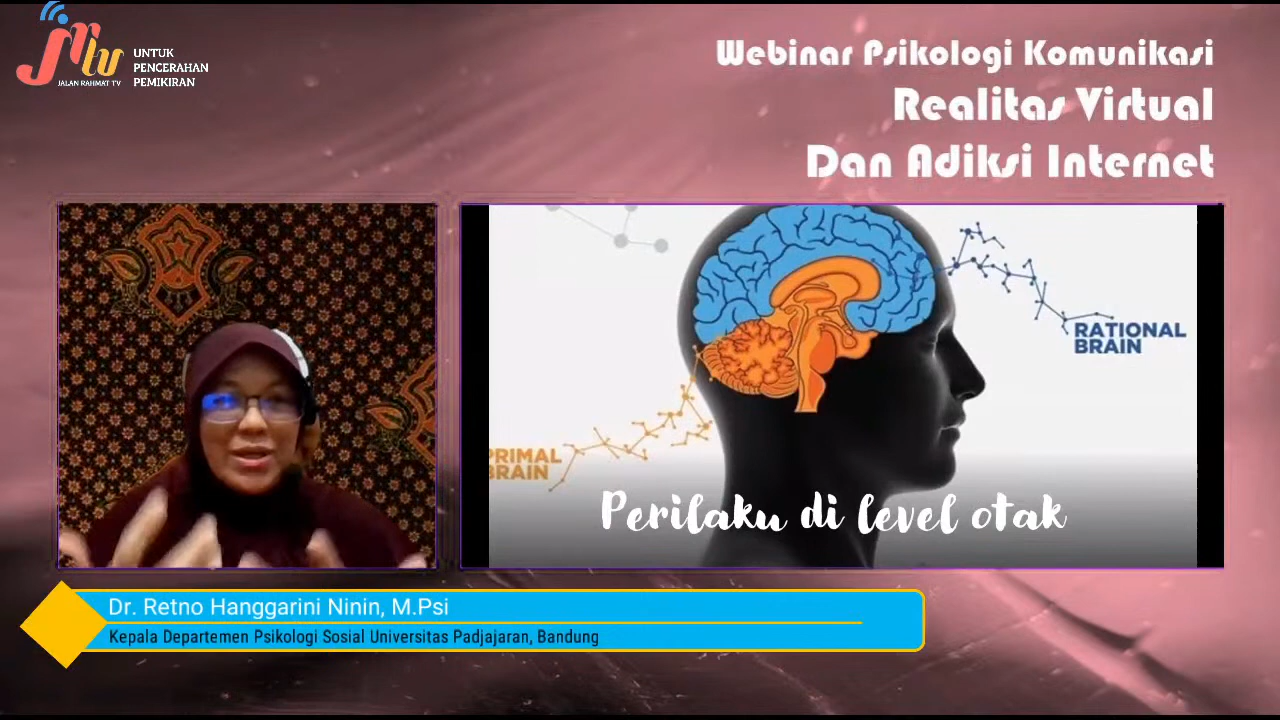 jrtv
JALAN RAHMAT TV
UNTUK
PENCERAHAN
PEMIKIRAN
Webinar Psikologi Komunikasi
Realitas Virtual
Dan Adiksi Internet
RATIONAL
BRAIN
PRIMAL
BRAIN
Perilaku di level otak
Dr. Retno Hanggarini Ninin, M.Psi
Kepala Departemen Psikologi Sosial Universitas Padjajaran, Bandung